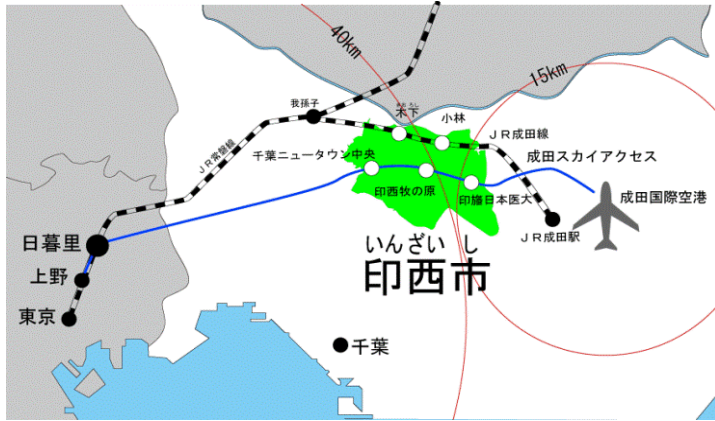 40km
15km
我孫子
きおろし
木下
小林
JR成田線
JR常磐線
千葉ニュータウン中央
成田スカイアクセス
印西牧の原
印旛日本医大
成田国際空港
JR成田駅
いんざい し
印西市
日暮里
上野
東京
千葉